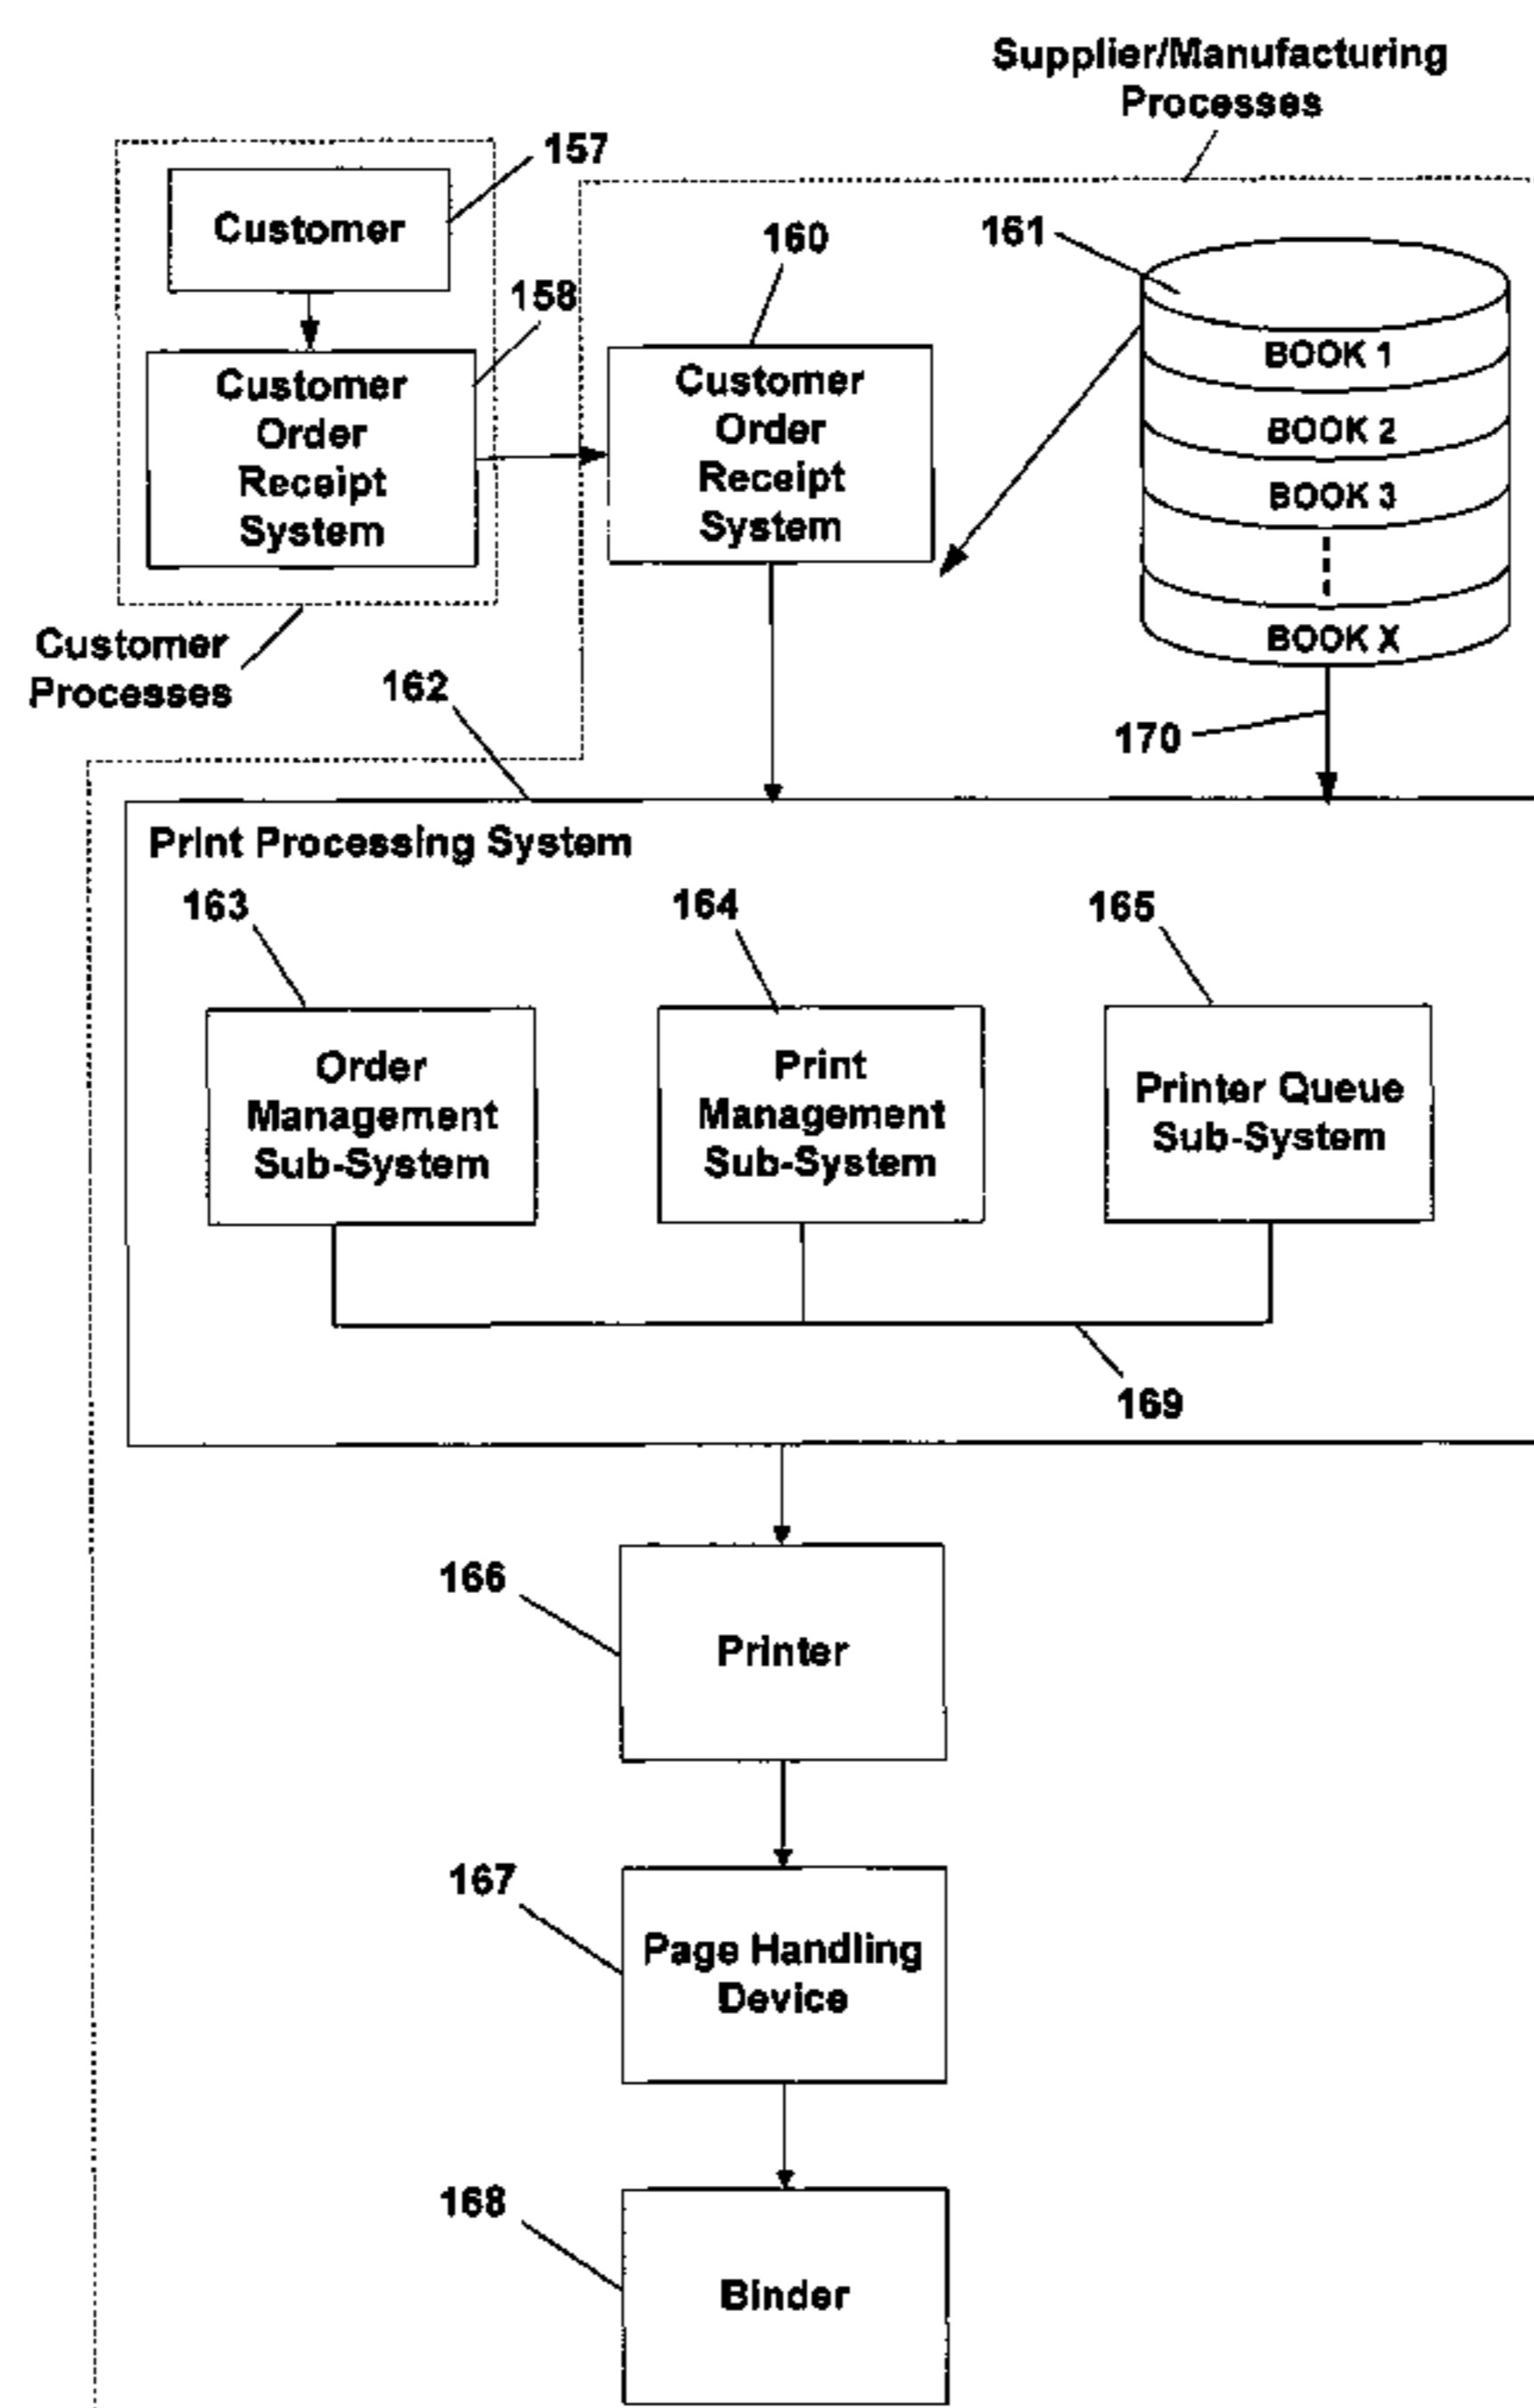 Supplier/Manufacturing
Processes
157
Customer
160
161
158
Customer
Order
Receipt
System
Customer
Order
Receipt
System
BOOK 1
BOOK 2
BOOK 3
BOOK X
Customer
Processes
162
170
Print Processing System
163
164
165
Order
Management
Sub-System
Print
Management
Sub-System
Printer Queue
Sub-System
169
166
Printer
167
Page Handling
Device
168
Binder